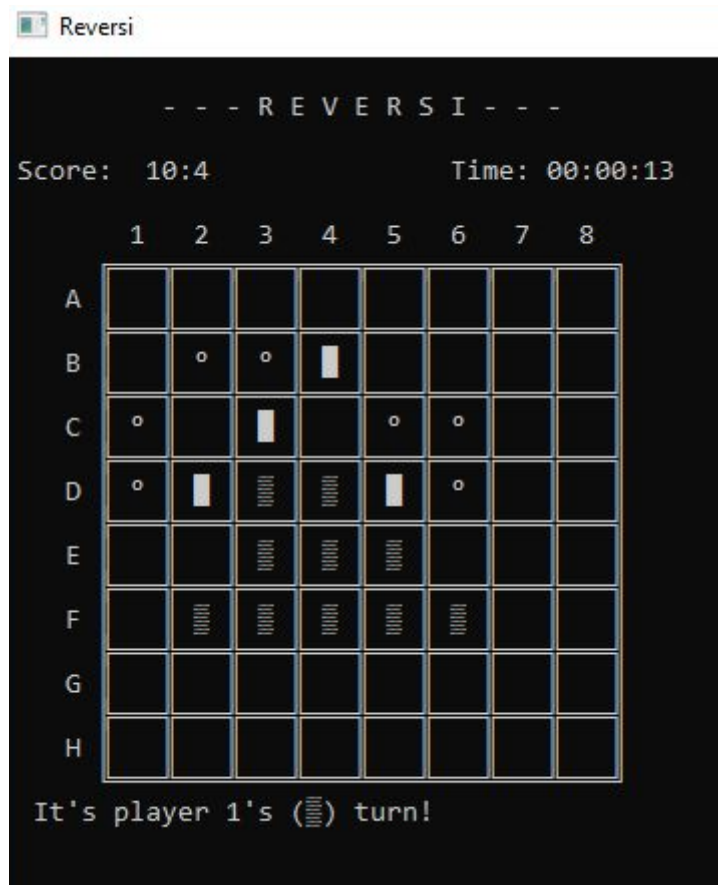 Reversi
- - - R E V E R S I - - -
Score: 10:4 Time: 00:00:13
1 2 3 4 5 6 7 8
A
B º º █
C º █ º º
D º █ ▒ ▒ █ º
E ▒ ▒ ▒
F ▒ ▒ ▒ ▒ ▒
G
H
It's player 1's (▒) turn!